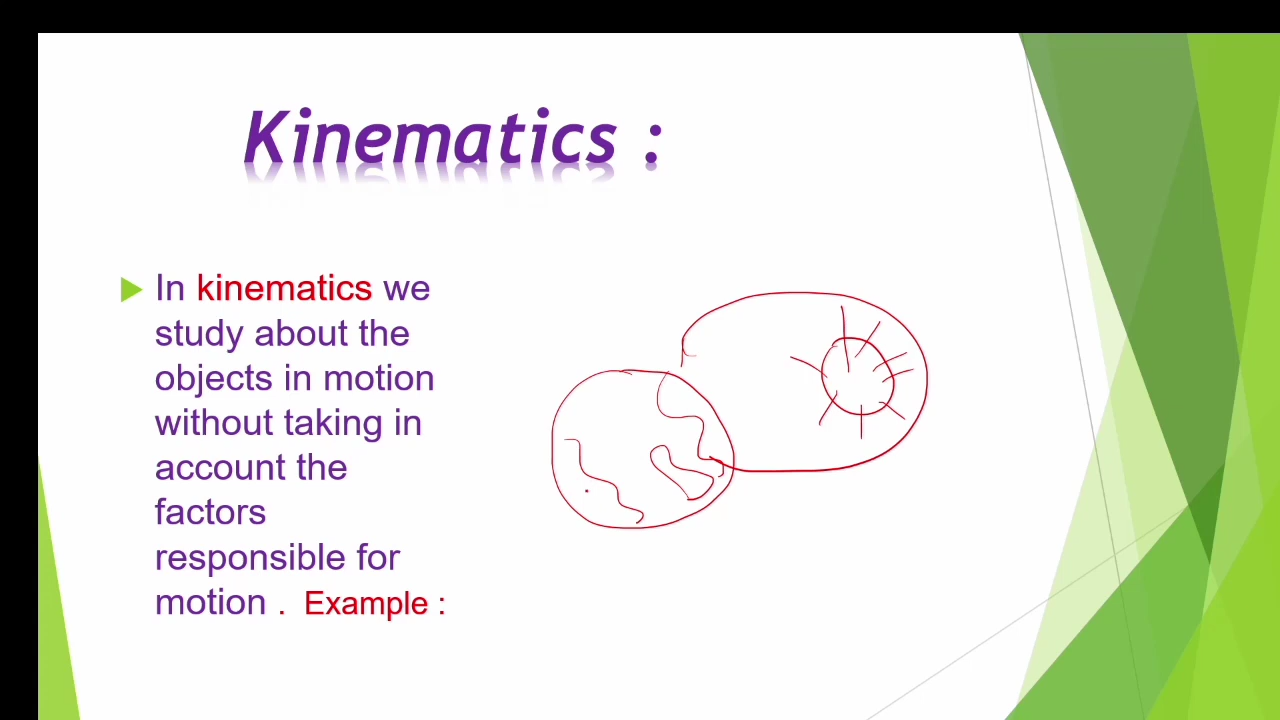 Kinematics :
In kinematics we
study about the
objects in motion
without taking in
account the
factors
responsible for
motion . Example :